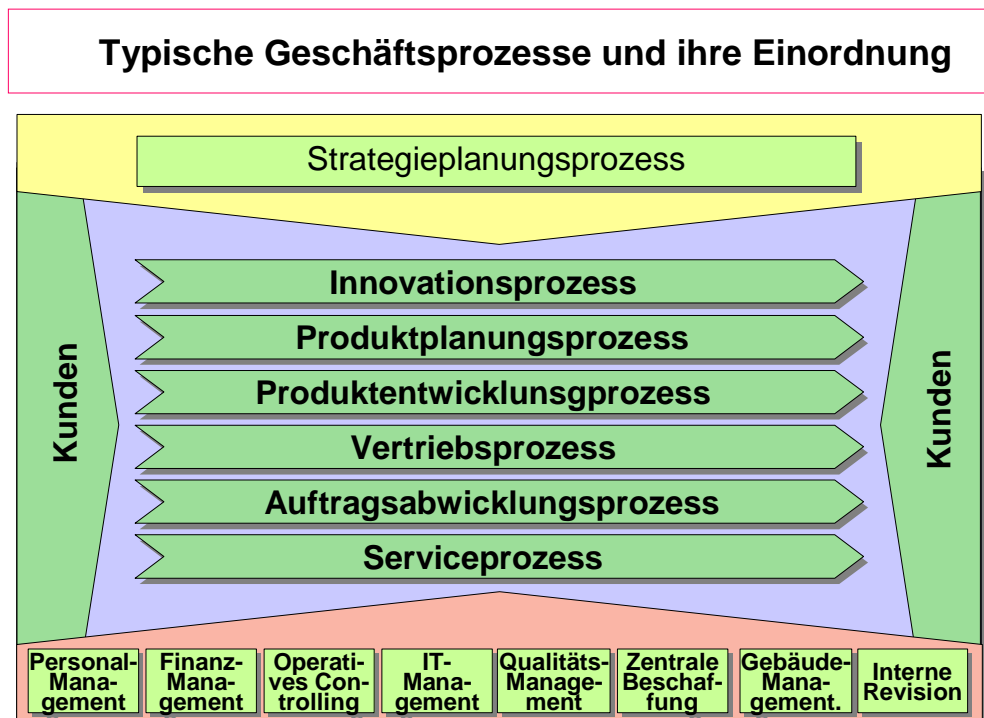 Typische Geschäftsprozesse und ihre Einordnung
Strategieplanungsprozess
Kunden
Innovationsprozess
Produktplanungsprozess
Produktentwicklunsgprozess
Vertriebsprozess
Auftragsabwicklungsprozess
Serviceprozess
Kunden
Personal-
Mana-
gement
Finanz-
Mana-
gement
Operati-
ves Con-
trolling
IT-
Mana-
gement
Qualitäts-
Manage-
ment
Zentrale
Beschaf-
fung
Gebäude-
Mana-
gement.
Interne
Revision